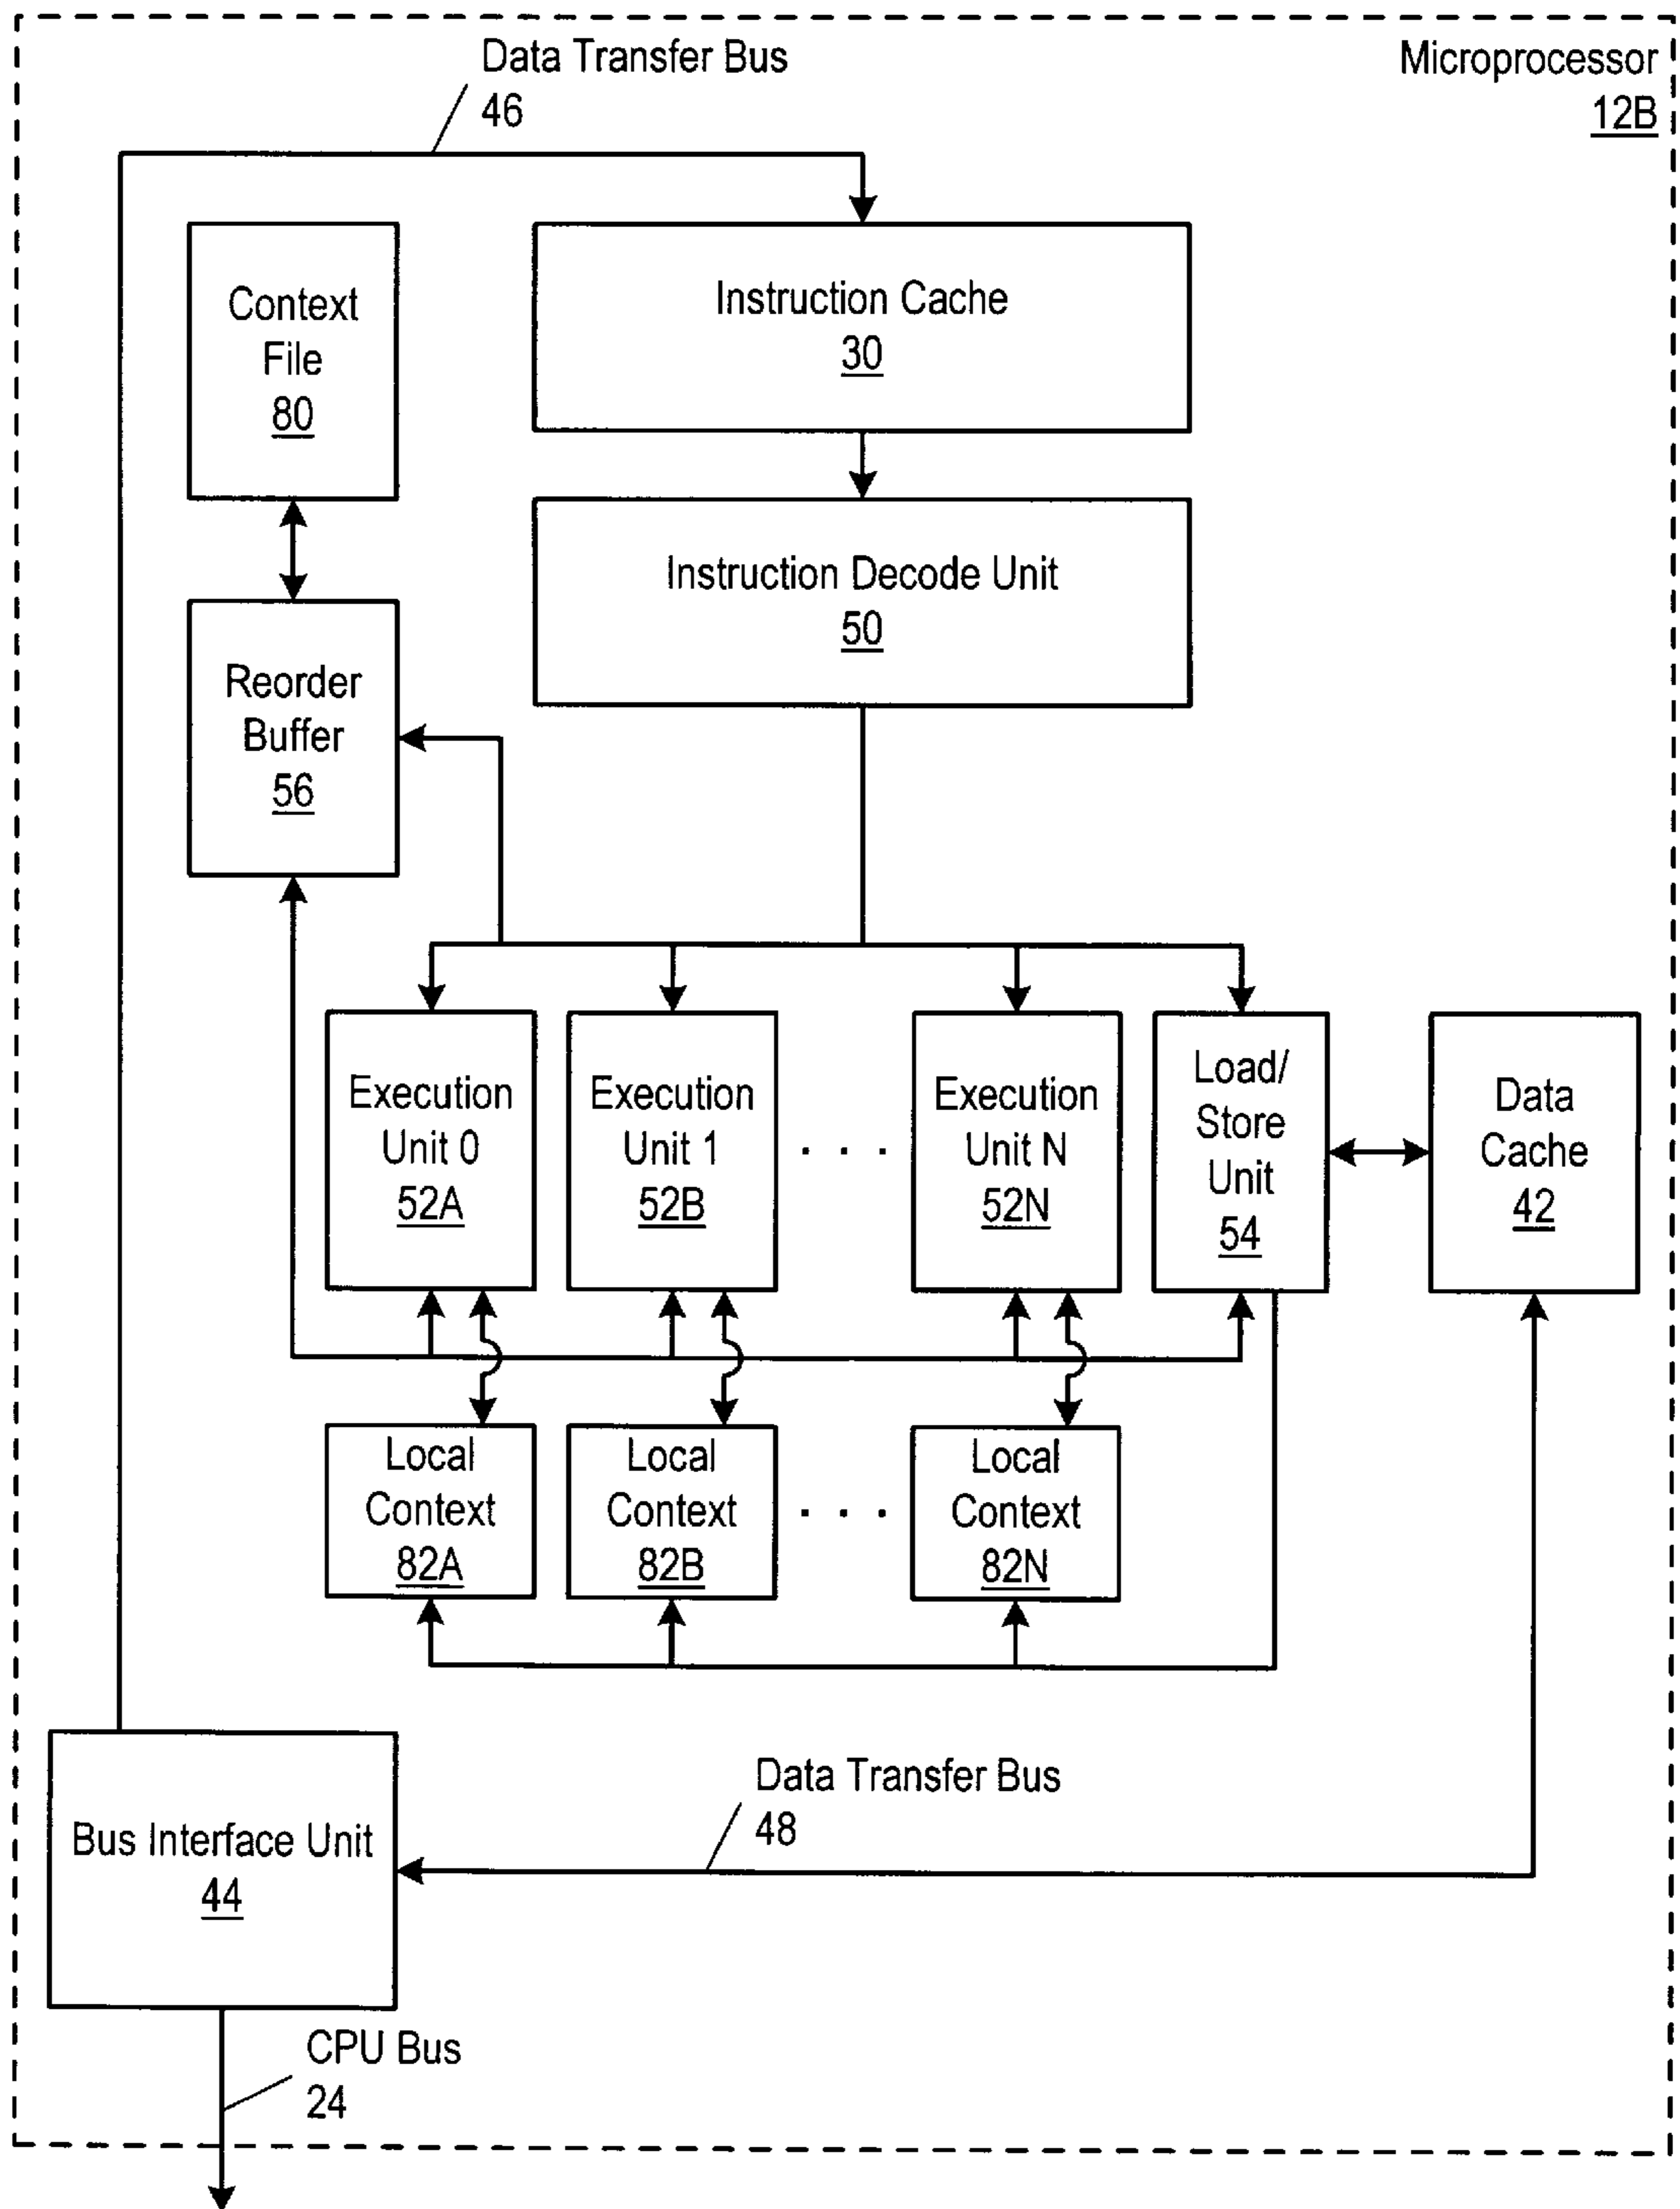 Data Transfer Bus
46
Microprocessor
12B
Context
File
80
Instruction Cache
30
Instruction Decode Unit
50
Reorder
Buffer
56
Execution
Unit 0
52A
Execution
Unit 1
52B
. . .
Execution
Unit N
52N
Load/
Store
Unit
54
Data
Cache
42
Local
Context
82A
Local
Context
82B
. . .
Local
Context
82N
Data Transfer Bus
48
Bus Interface Unit
44
CPU Bus
24